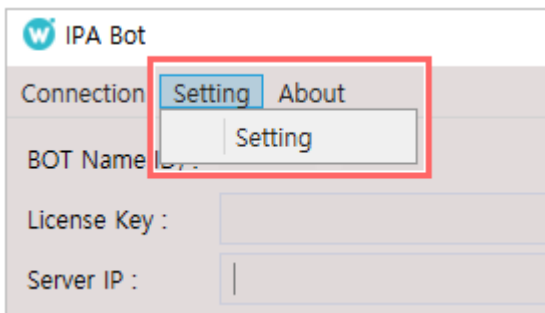 IPA Bot
Connection Setting About
Setting
BOT Name
License Key :
Server IP :